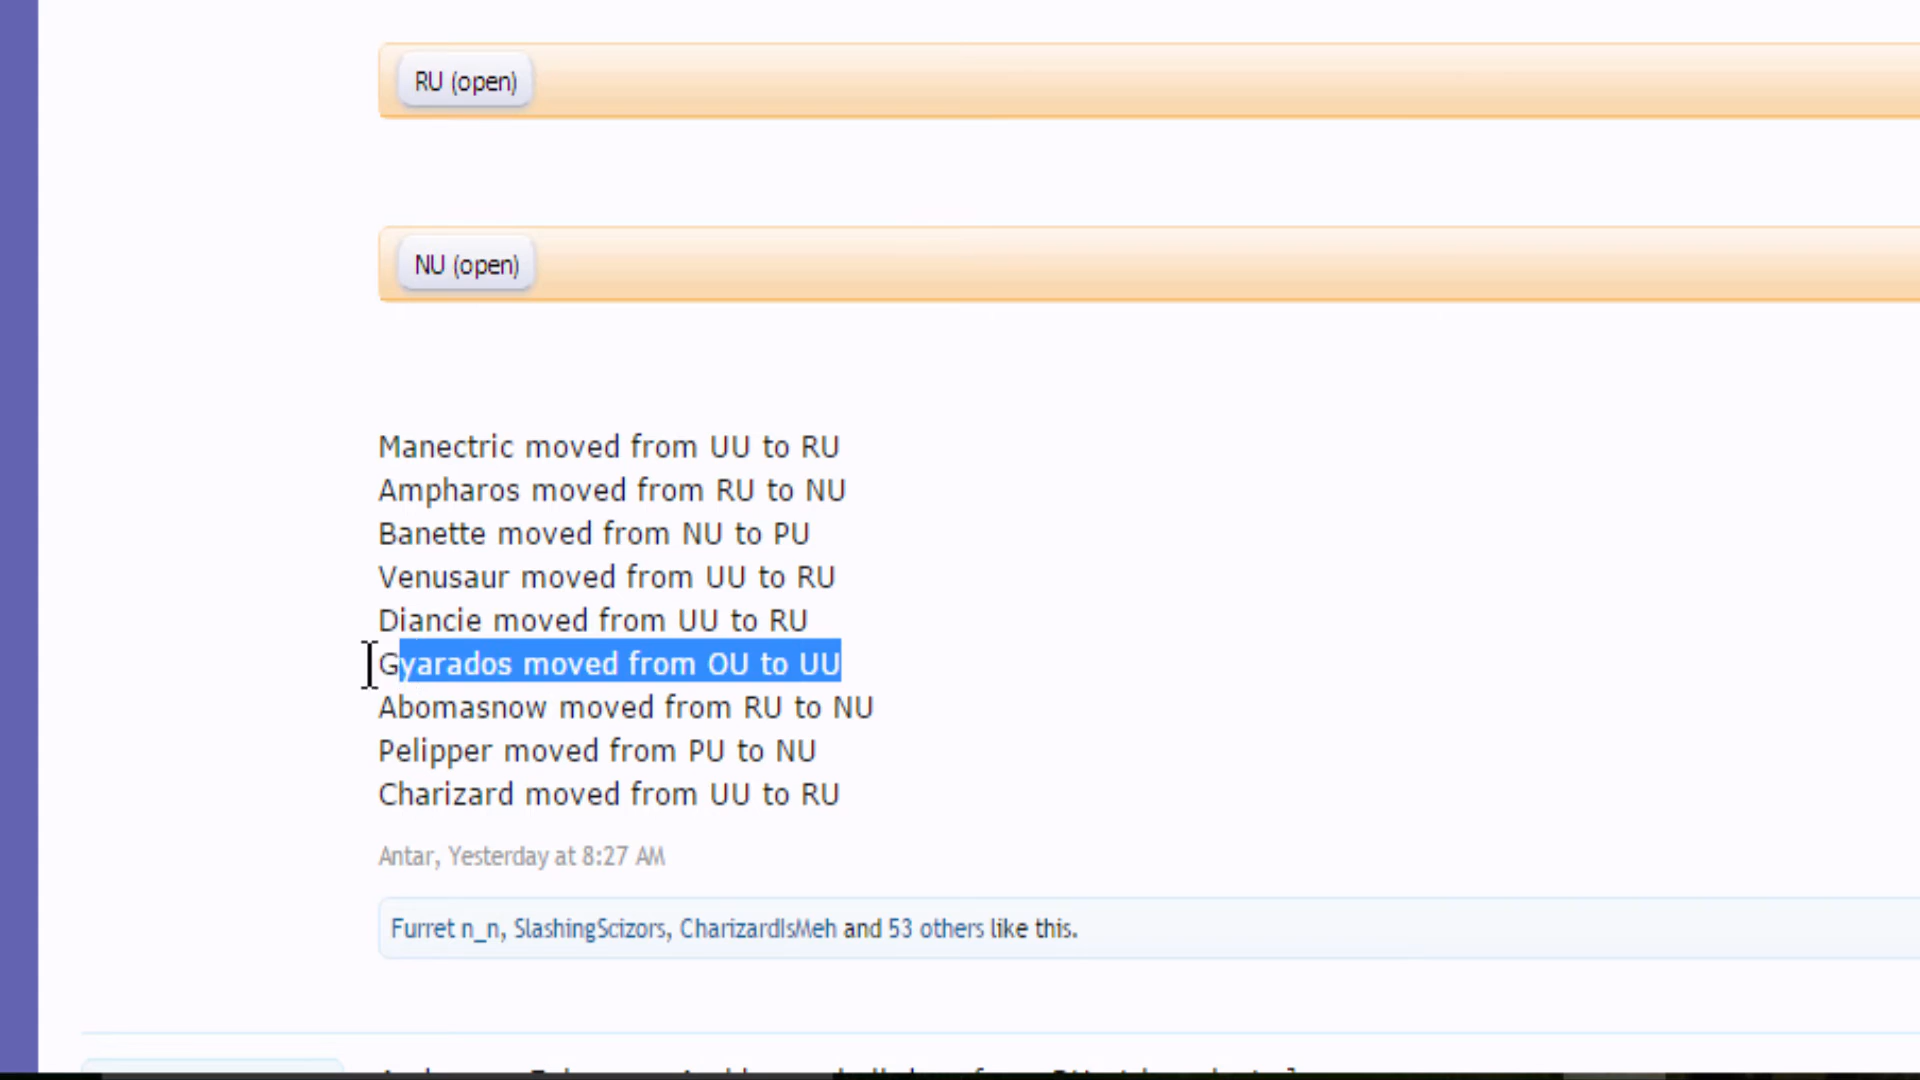 RU (open)
NU (open)
Manectric moved from UU to RU
Ampharos moved from RU to NU
Banette moved from NU to PU
Venusaur moved from UU to RU
Diancie moved from UU to RU
Gyarados moved from OU to UU
Abomasnow moved from RU to NU
Pelipper moved from PU to NU
Charizard moved from UU to RU
Antar, Yesterday at 8:27 AM
Furret n_n, SlashingScizors, CharizardIsMeh and 53 others like this.